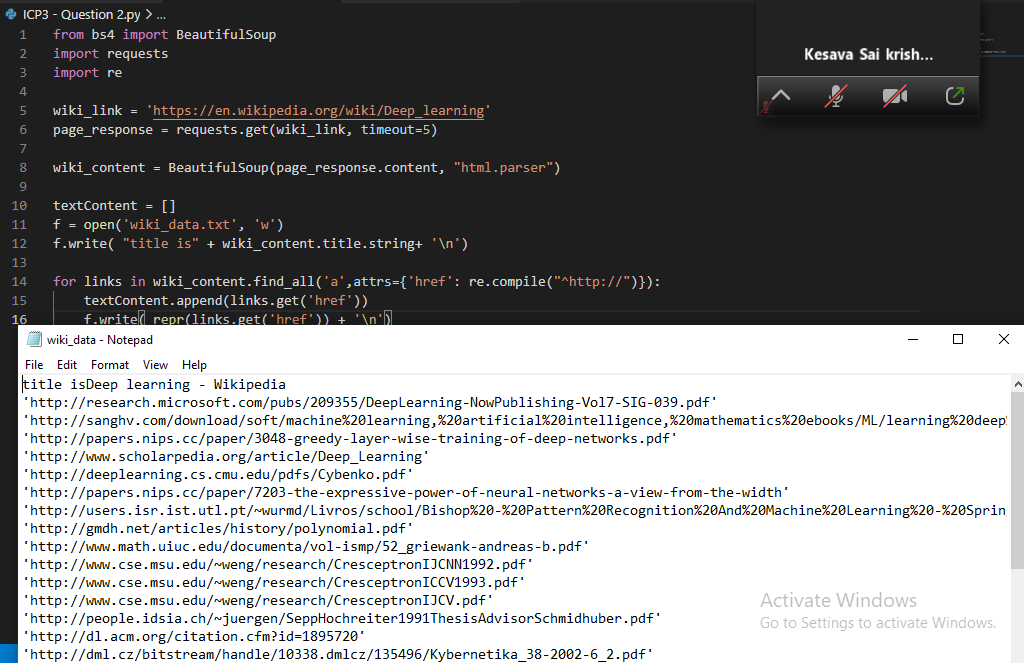 ICP3 - Question 2.py > ...
1 from bs4 import BeautifulSoup
2 import requests
3 import re
4
5 wiki_link = 'https://en.wikipedia.org/wiki/Deep_learning'
6 page_response = requests.get(wiki_link, timeout=5)
7
8 wiki_content = BeautifulSoup(page_response.content, "html.parser")
9
10 textContent = []
11 f = open('wiki_data.txt', 'w')
12 f.write( "title is" + wiki_content.title.string+ '\n')
13
14 for links in wiki_content.find_all('a',attrs={'href': re.compile("^http://")}):
15 textContent.append(links.get('href'))
16 f.write( repr(links.get('href')) + '\n')
Kesava Sai krish...
wiki_data - Notepad
File Edit Format View Help
title isDeep learning - Wikipedia
'http://research.microsoft.com/pubs/209355/DeepLearning-NowPublishing-Vol7-SIG-039.pdf'
'http://sanghv.com/download/soft/machine%20learning,%20artificial%20intelligence,%20mathematics%20ebooks/ML/learning%20deep
'http://papers.nips.cc/paper/3048-greedy-layer-wise-training-of-deep-networks.pdf'
'http://www.scholarpedia.org/article/Deep_Learning'
'http://deeplearning.cs.cmu.edu/pdfs/Cybenko.pdf'
'http://papers.nips.cc/paper/7203-the-expressive-power-of-neural-networks-a-view-from-the-width'
'http://users.isr.ist.utl.pt/~wurmd/Livros/school/Bishop%20-%20Pattern%20Recognition%20And%20Machine%20Learning%20-%20Sprin
'http://gmdh.net/articles/history/polynomial.pdf'
'http://www.math.uiuc.edu/documenta/vol-ismp/52_griewank-andreas-b.pdf'
'http://www.cse.msu.edu/~weng/research/CresceptronIJCNN1992.pdf'
'http://www.cse.msu.edu/~weng/research/CresceptronICCV1993.pdf'
'http://www.cse.msu.edu/~weng/research/CresceptronIJCV.pdf'
'http://people.idsia.ch/~juergen/SeppHochreiter1991ThesisAdvisorSchmidhuber.pdf'
'http://dl.acm.org/citation.cfm?id=1895720'
'http://dml.cz/bitstream/handle/10338.dmlcz/135496/Kybernetika_38-2002-6_2.pdf'
Activate Windows
Go to Settings to activate Windows.